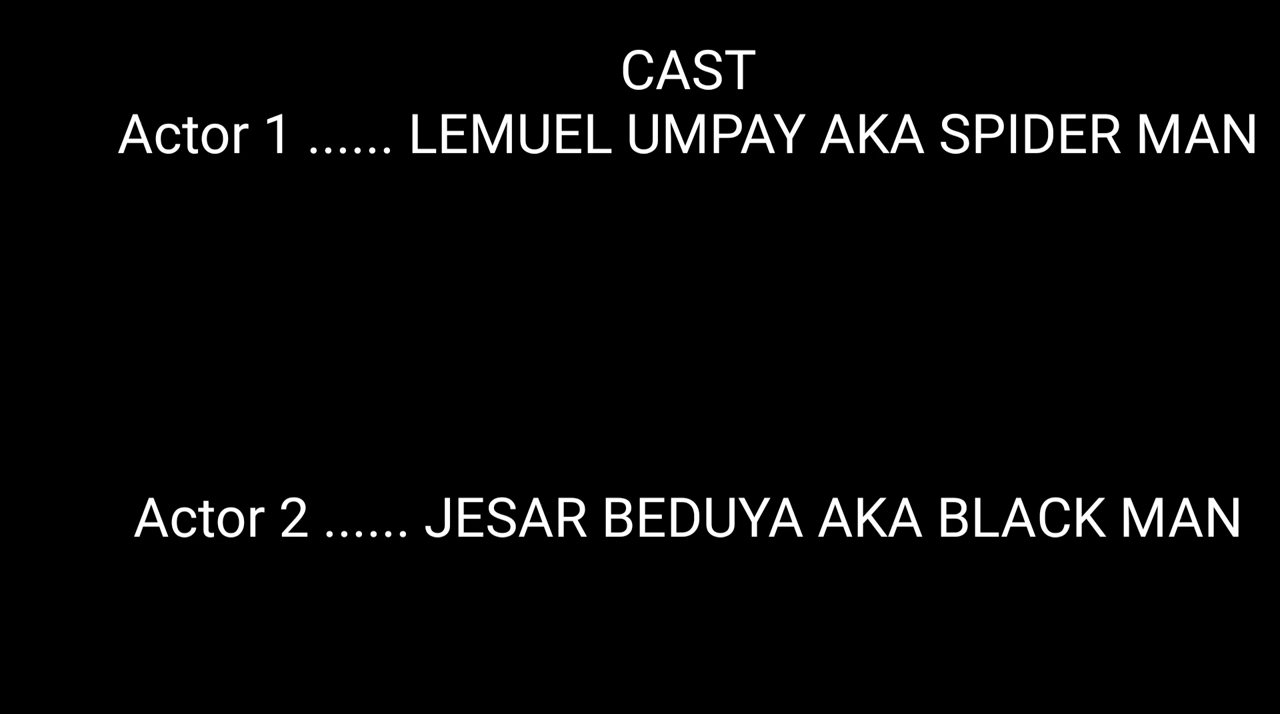 CAST
Actor 1 ...... LEMUEL UMPAY AKA SPIDER MAN
Actor 2 ...... JESAR BEDUYA AKA BLACK MAN